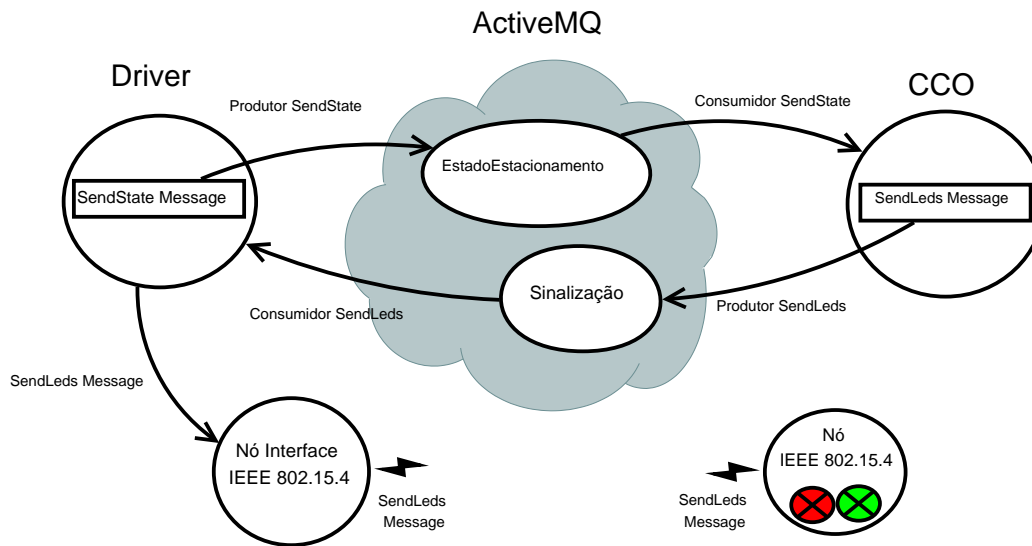 ActiveMQ
Driver
CCO
Produtor SendState
Consumidor SendState
EstadoEstacionamento
SendState Message
SendLeds Message
Sinalização
Consumidor SendLeds
Produtor SendLeds
SendLeds Message
Nó Interface
IEEE 802.15.4
SendLeds
Message
SendLeds
Message
Nó
IEEE 802.15.4